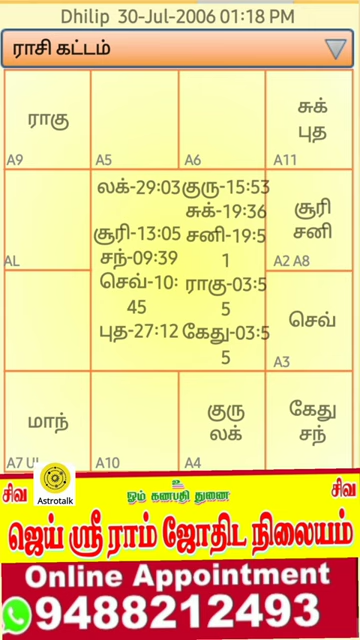 Dhilip 30-Jul-2006 01:18 PM
ராசி கட்டம்
ராகு
A9
A5
A6
சுக்
புத
A11
லக்-29:03
குரு-15:53
சுக்-19:36
சூரி-13:05
சனி-19:5
1
சந்-09:39
செவ்-10:
45
ராகு-03:5
5
புத-27:12
கேது-03:5
5
AL
சூரி
சனி
A2 A8
செவ்
A3
மாந்
A7 UL
A10
குரு
லக்
A4
கேது
சந்
Astrotalk
சிவ
ஓம் கணபதி துணை
சிவ
ஜெய் ஸ்ரீ ராம் ஜோதிட நிலையம்
Online Appointment
9488212493